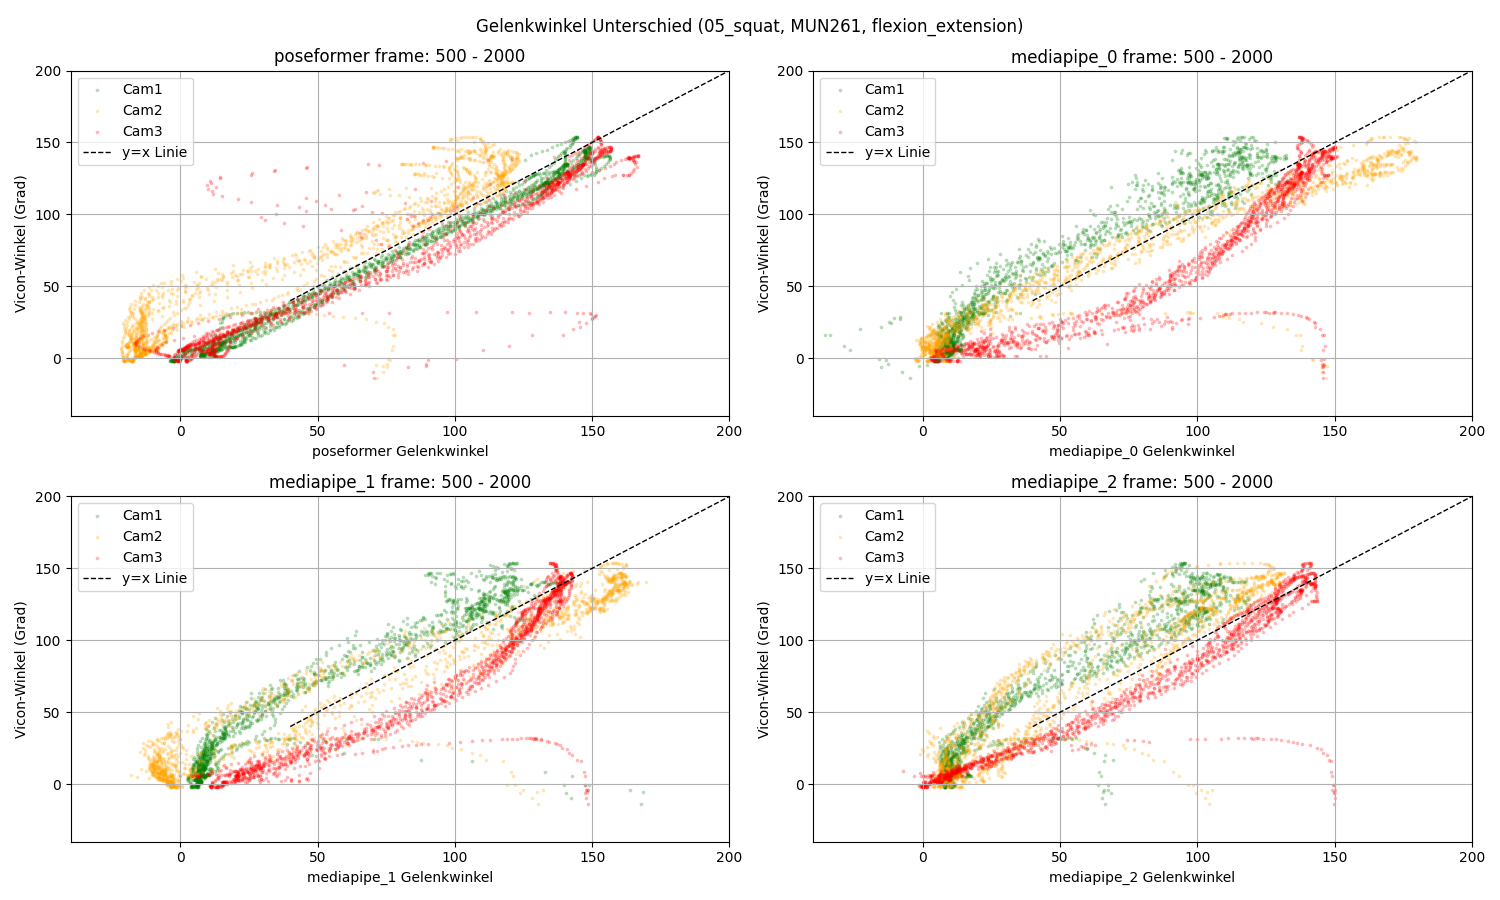 Gelenkwinkel Unterschied (05_squat, MUN261, flexion_extension)
poseformer frame: 500 - 2000
200
150
100
50
0
Vicon-Winkel (Grad)
Cam1
Cam2
Cam3
y=x Linie
0 50 100 150 200
poseformer Gelenkwinkel
mediapipe_0 frame: 500 - 2000
200
150
100
50
0
Vicon-Winkel (Grad)
Cam1
Cam2
Cam3
y=x Linie
0 50 100 150 200
mediapipe_0 Gelenkwinkel
mediapipe_1 frame: 500 - 2000
200
150
100
50
0
Vicon-Winkel (Grad)
Cam1
Cam2
Cam3
y=x Linie
0 50 100 150 200
mediapipe_1 Gelenkwinkel
mediapipe_2 frame: 500 - 2000
200
150
100
50
0
Vicon-Winkel (Grad)
Cam1
Cam2
Cam3
y=x Linie
0 50 100 150 200
mediapipe_2 Gelenkwinkel